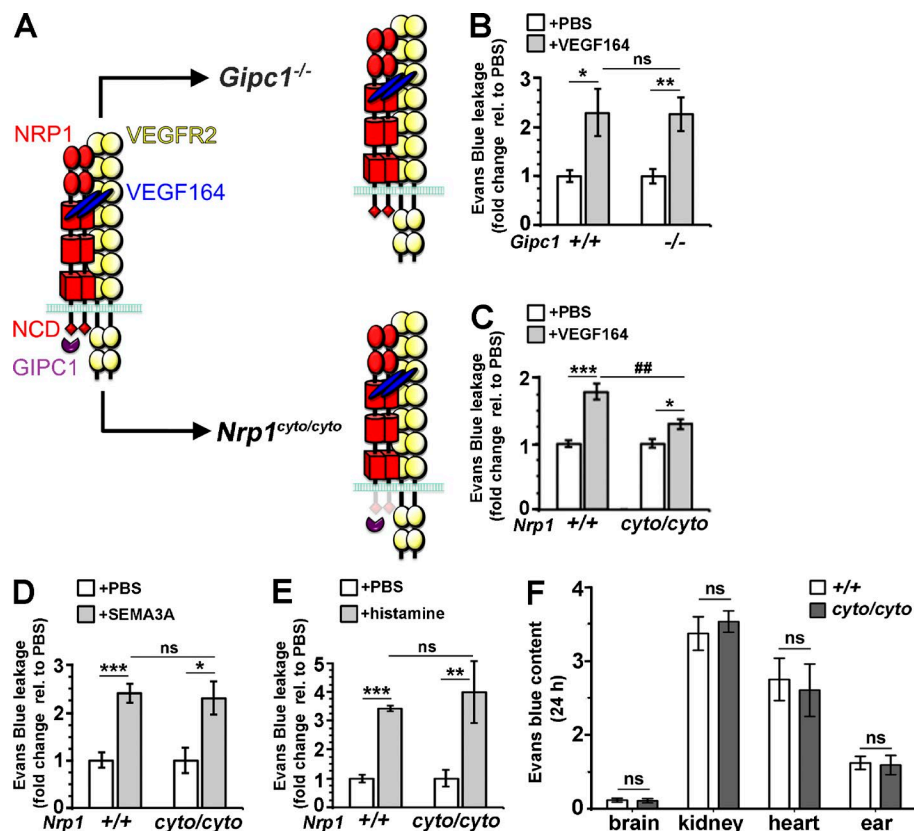 A
Gipc1-/-
NRP1
VEGFR2
VEGF164
NCD
GIPC1
Nrp1cyto/cyto
B
+PBS
+VEGF164
Evans Blue leakage
(fold change rel. to PBS)
3
2
1
0
*
ns
**
Gipc1 +/+ -/-
C
+PBS
+VEGF164
Evans Blue leakage
(fold change rel. to PBS)
2
1
0
***
##
*
Nrp1 +/+ cyto/cyto
D
+PBS
+SEMA3A
Evans Blue leakage
(fold change rel. to PBS)
3
2
1
0
***
ns
*
Nrp1 +/+ cyto/cyto
E
+PBS
+histamine
Evans Blue leakage
(fold change rel. to PBS)
5
4
3
2
1
0
***
ns
**
Nrp1 +/+ cyto/cyto
F
+/+
cyto/cyto
Evans blue content
(24 h)
4
3
2
1
0
ns
ns
ns
ns
brain kidney heart ear